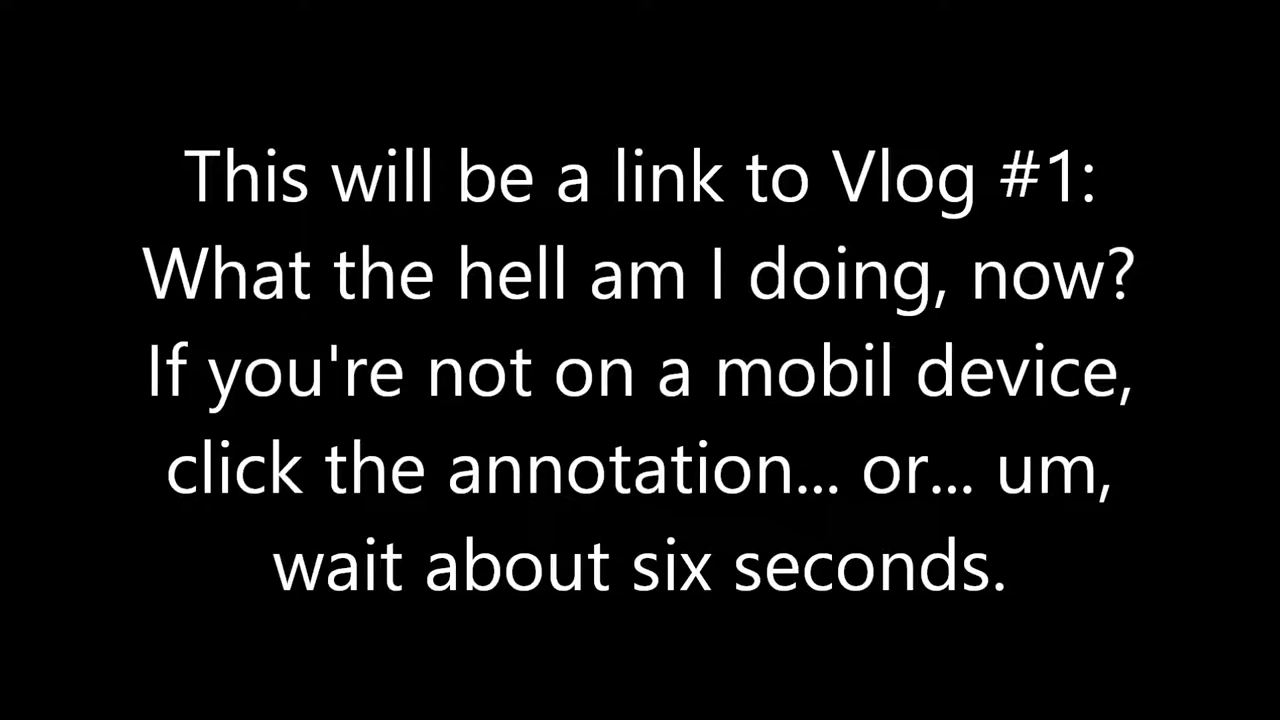 This will be a link to Vlog #1:
What the hell am I doing, now?
If you're not on a mobil device,
click the annotation... or... um,
wait about six seconds.